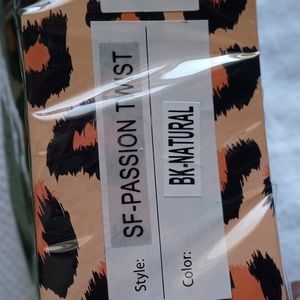 Style: SF-PASSION TWIST
Color: BK-NATURAL